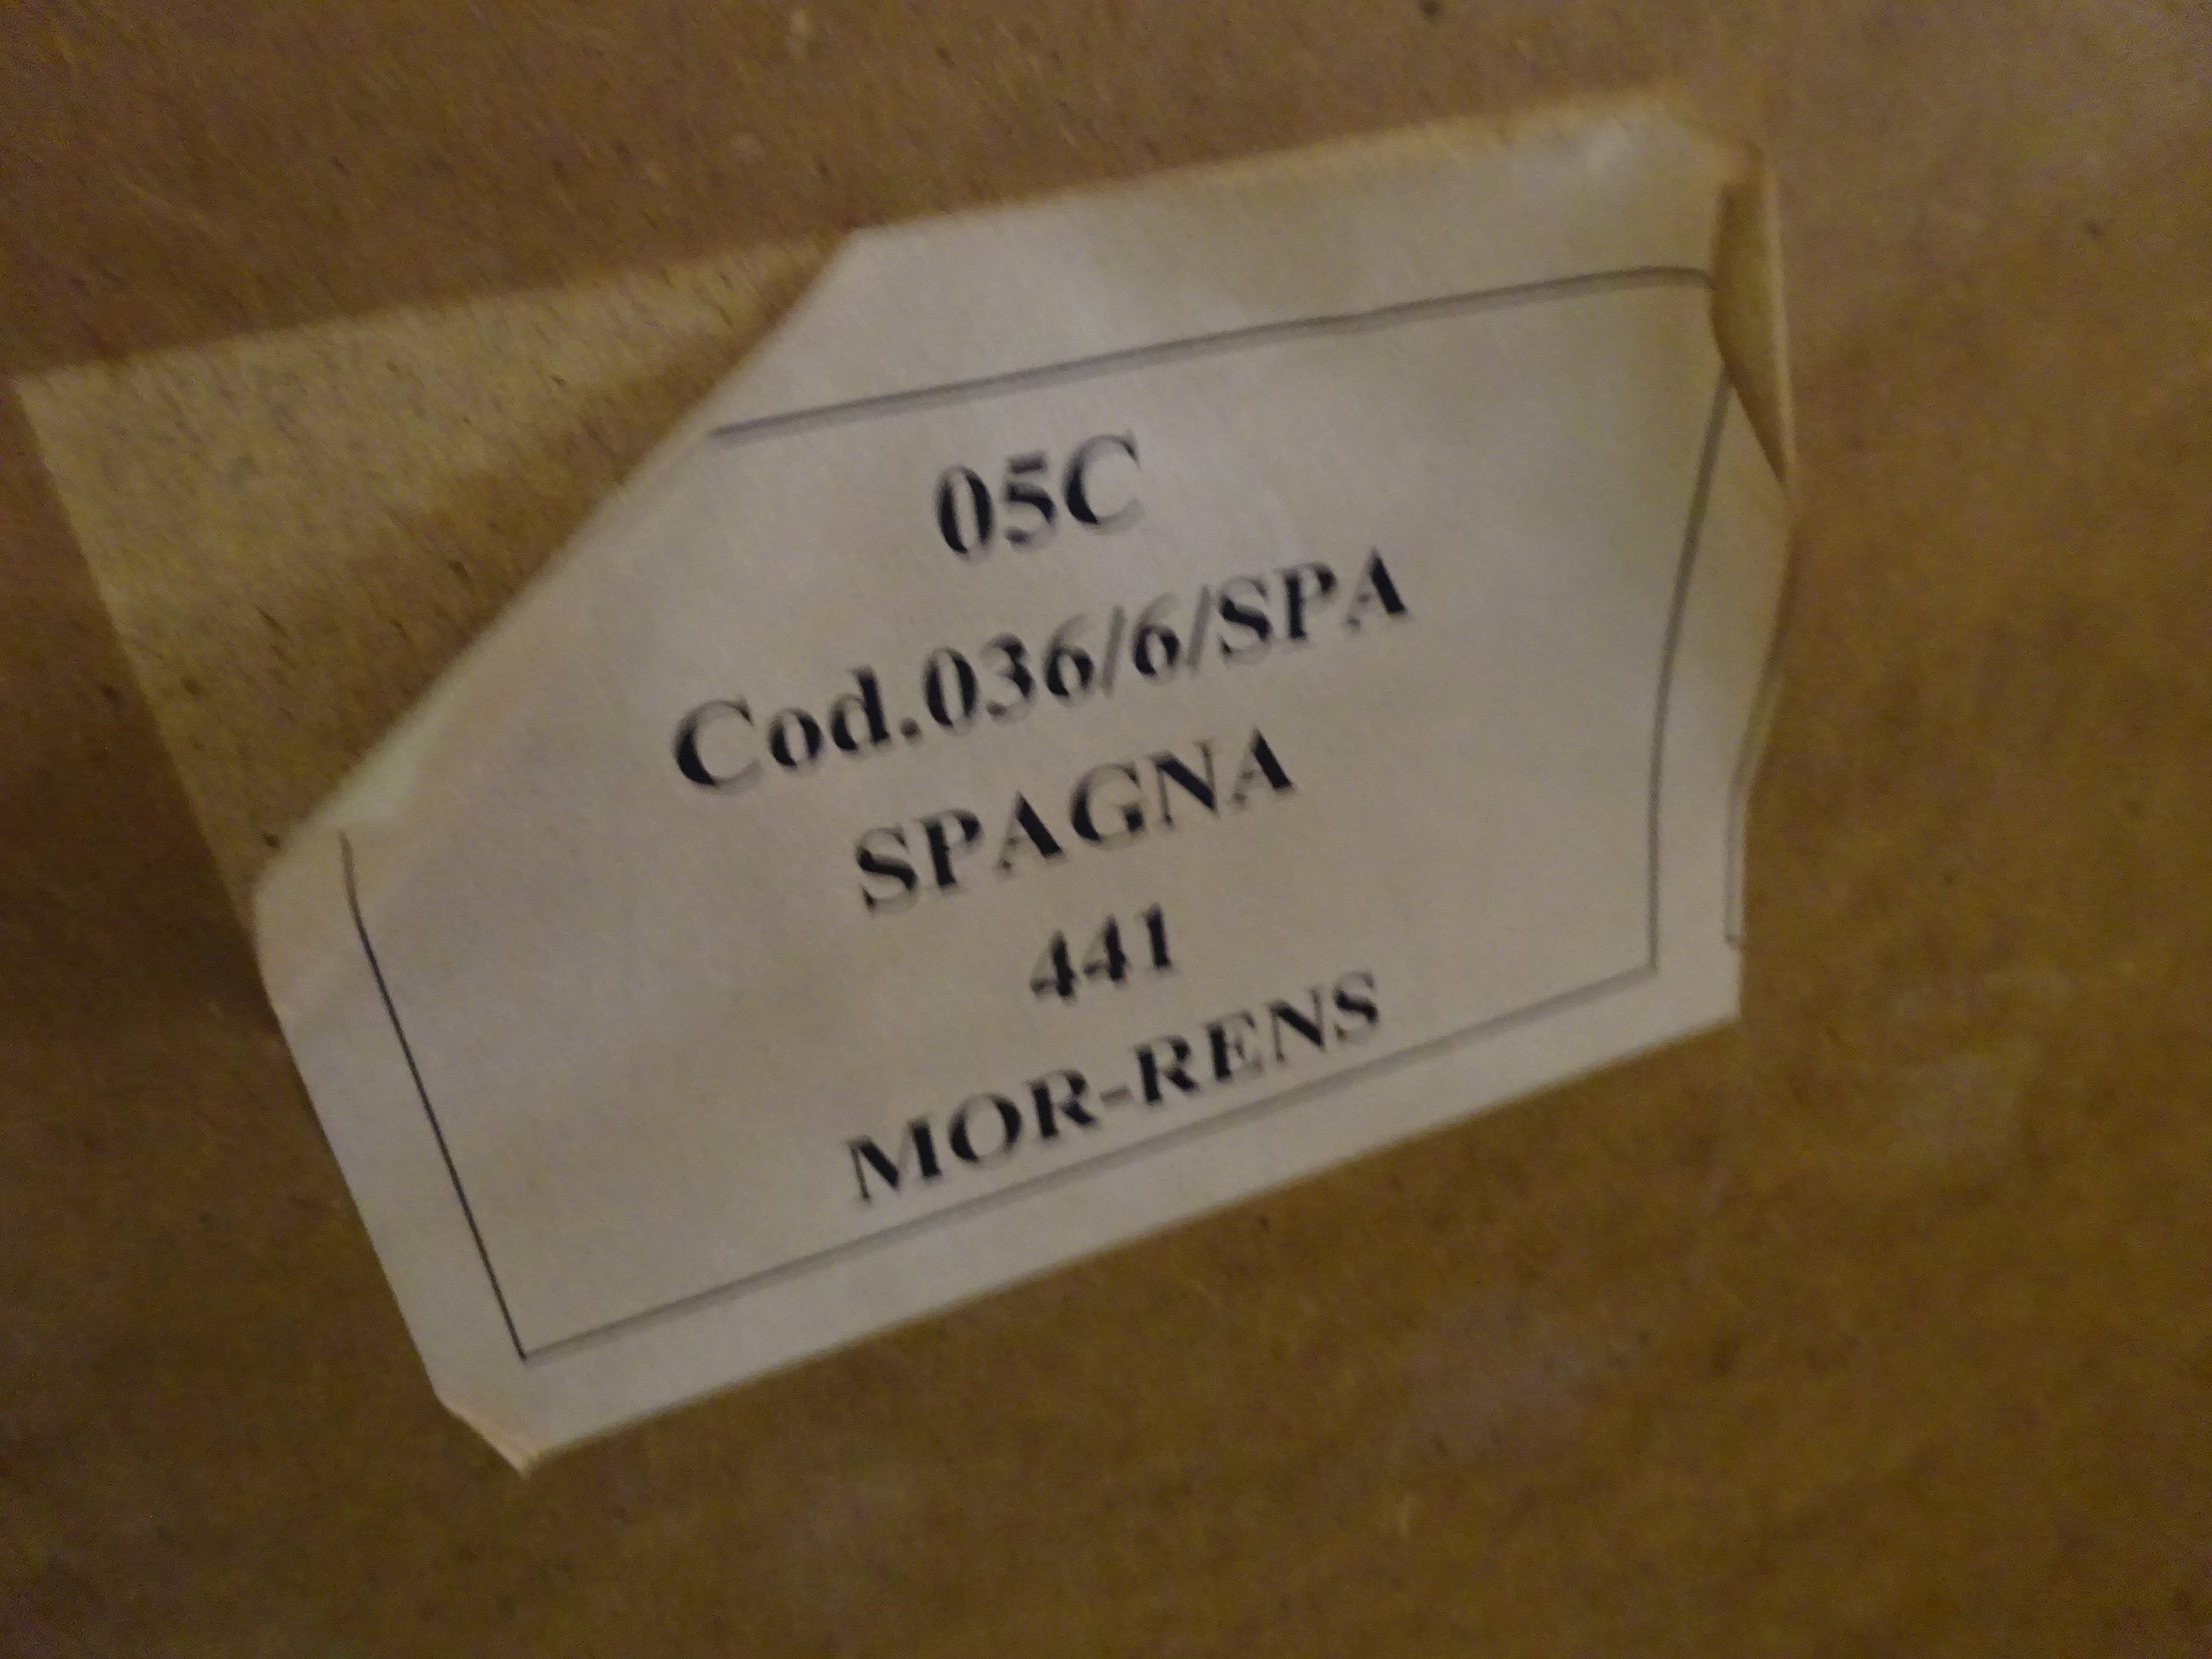 05C
Cod.036/6/SPA
SPAGNA
441
MOR-RENS